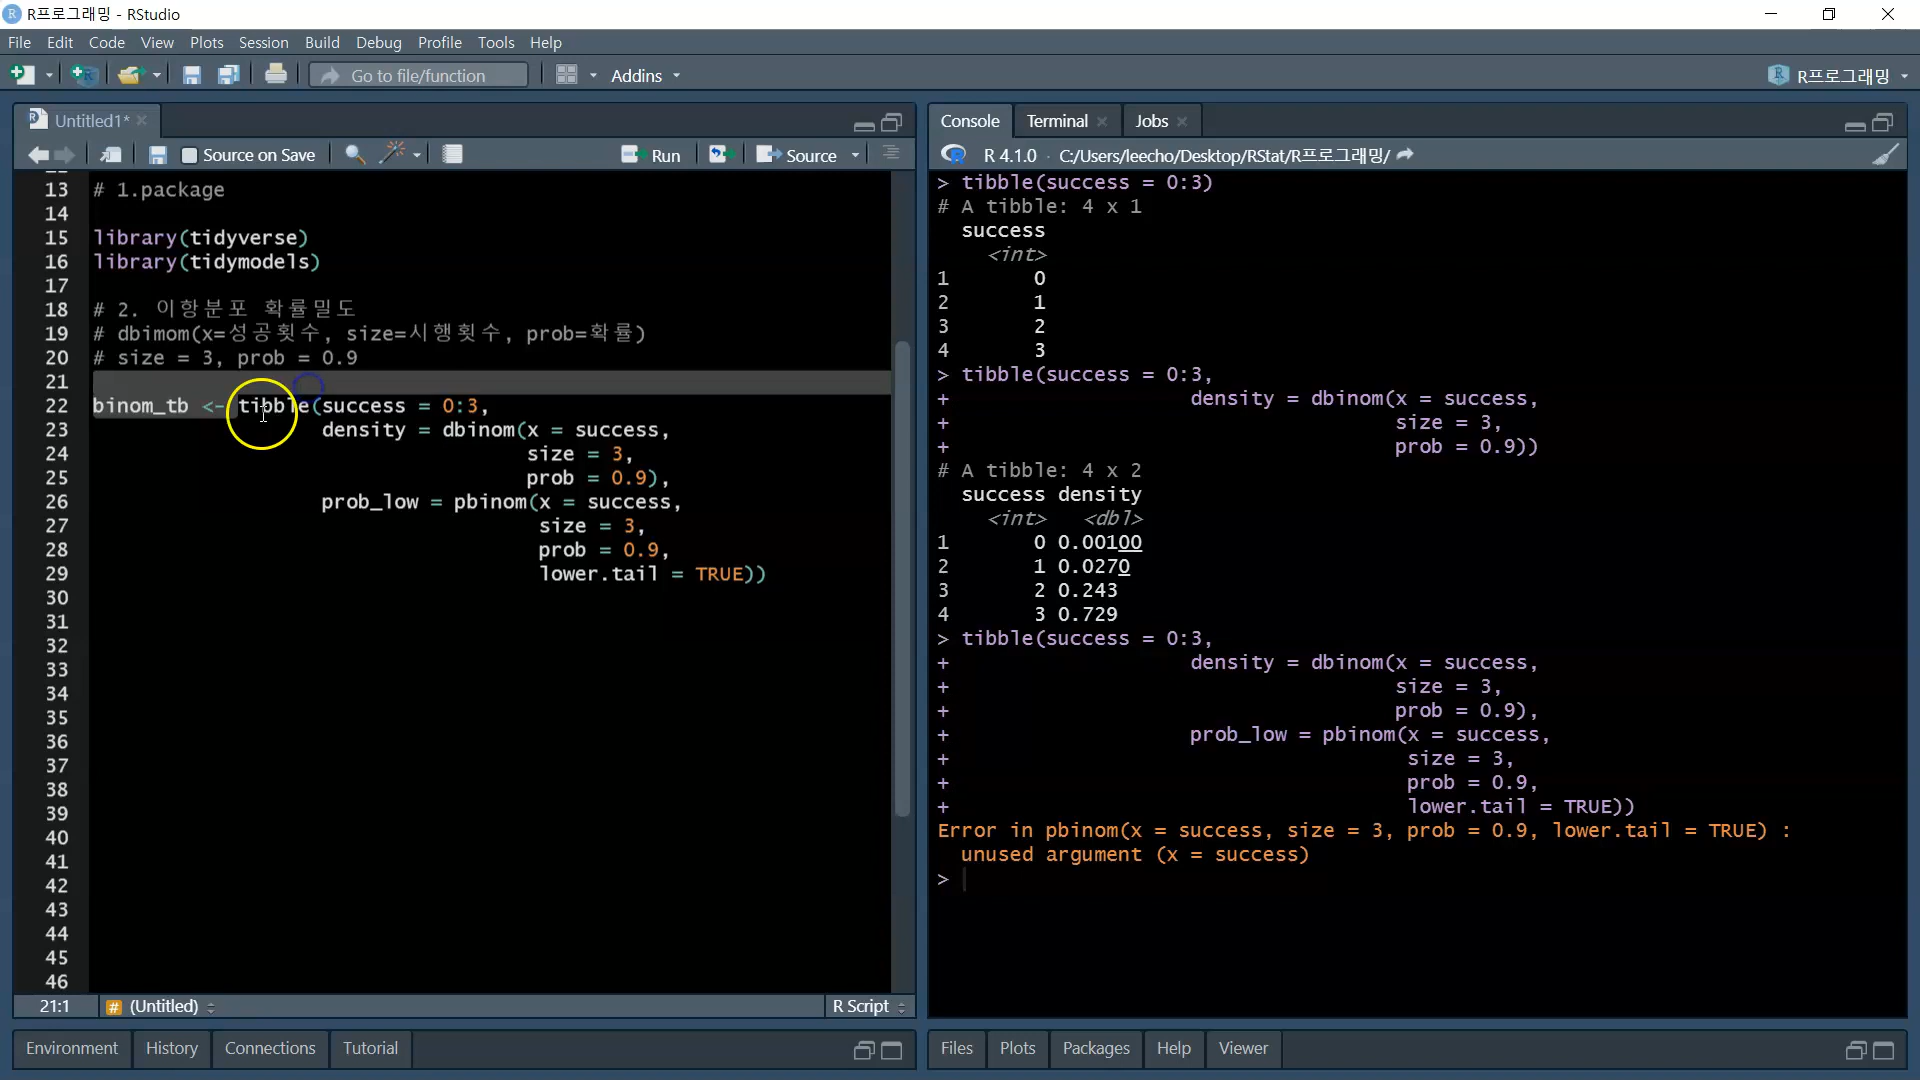 R프로그래밍 - RStudio
File Edit Code View Plots Session Build Debug Profile Tools Help
Go to file/function Addins R프로그래밍
Untitled1*
Source on Save Run Source
13 # 1.package
14
15 library(tidyverse)
16 library(tidymodels)
17
18 # 2. 이항분포 확률밀도
19 # dbimom(x=성공횟수, size=시행횟수, prob=확률)
20 # size = 3, prob = 0.9
21
22 binom_tb <- tibble(success = 0:3,
23 density = dbinom(x = success,
24 size = 3,
25 prob = 0.9),
26 prob_low = pbinom(x = success,
27 size = 3,
28 prob = 0.9,
29 lower.tail = TRUE))
30
31
32
33
34
35
36
37
38
39
40
41
42
43
44
45
46
21:1 # (Untitled) R Script
Environment History Connections Tutorial
Console Terminal Jobs
R 4.1.0 · C:/Users/leecho/Desktop/RStat/R프로그래밍/
> tibble(success = 0:3)
# A tibble: 4 x 1
success
<int>
1 0
2 1
3 2
4 3
> tibble(success = 0:3,
+ density = dbinom(x = success,
+ size = 3,
+ prob = 0.9))
# A tibble: 4 x 2
success density
<int> <dbl>
1 0 0.00100
2 1 0.0270
3 2 0.243
4 3 0.729
> tibble(success = 0:3,
+ density = dbinom(x = success,
+ size = 3,
+ prob = 0.9),
+ prob_low = pbinom(x = success,
+ size = 3,
+ prob = 0.9,
+ lower.tail = TRUE))
Error in pbinom(x = success, size = 3, prob = 0.9, lower.tail = TRUE) :
unused argument (x = success)
>
Files Plots Packages Help Viewer